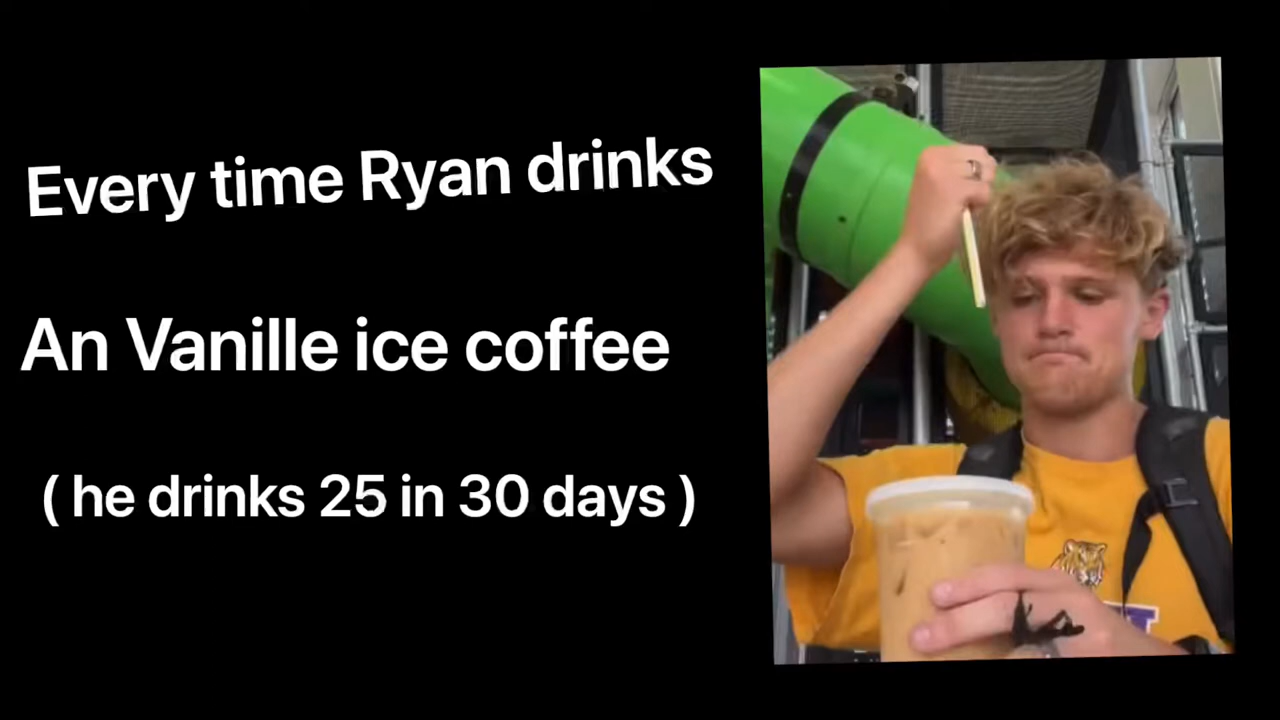 Every time Ryan drinks
An Vanille ice coffee
( he drinks 25 in 30 days )